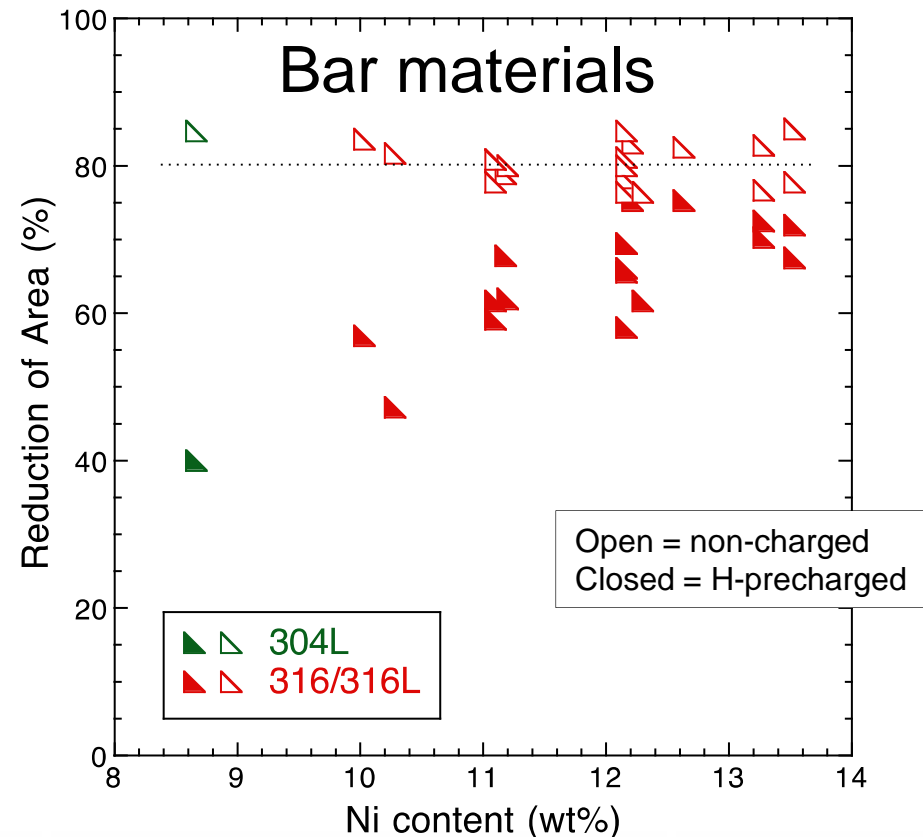 Bar materials
Reduction of Area (%)
100
80
60
40
20
0
Open = non-charged
Closed = H-precharged
304L
316/316L
8 9 10 11 12 13 14
Ni content (wt%)